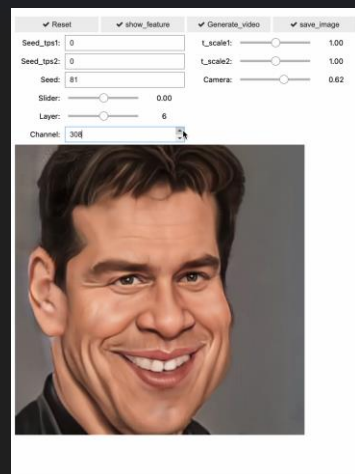 ✔ Reset ✔ show_feature ✔ Generate_video ✔ save_image
Seed_tps1: 0 t_scale1: 1.00
Seed_tps2: 0 t_scale2: 1.00
Seed: 81 Camera: 0.62
Slider: 0.00
Layer: 6
Channel: 308